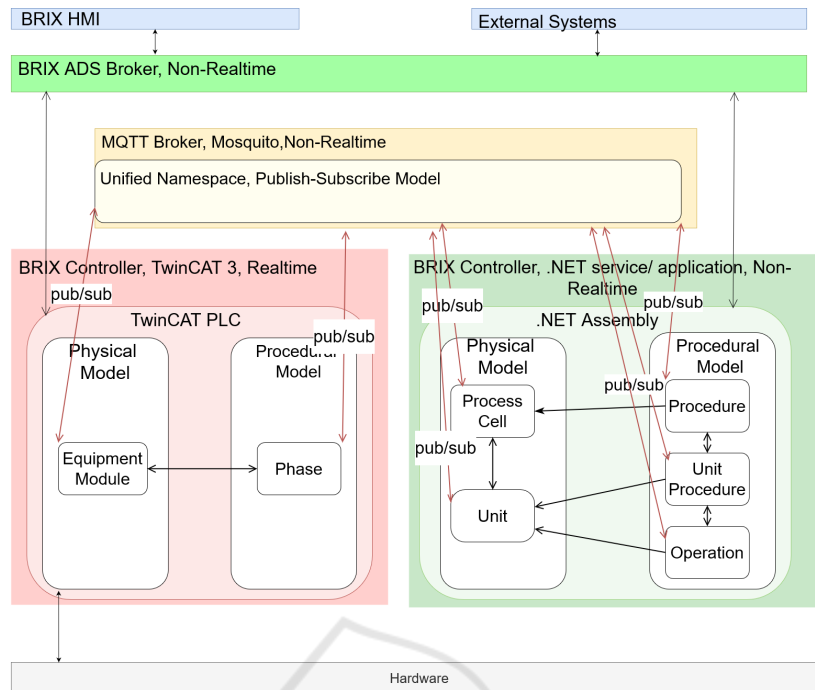 BRIX HMI
External Systems
BRIX ADS Broker, Non-Realtime
MQTT Broker, Mosquito,Non-Realtime
Unified Namespace, Publish-Subscribe Model
BRIX Controller, TwinCAT 3, Realtime
pub/sub
TwinCAT PLC
pub/sub
Physical
Model
Procedural
Model
Equipment
Module
Phase
BRIX Controller, .NET service/ application, Non-
Realtime
pub/sub
pub/sub
.NET Assembly
Physical
Model
Procedural
Model
pub/sub
Process
Cell
Procedure
pub/sub
Unit
Unit
Procedure
Operation
Hardware